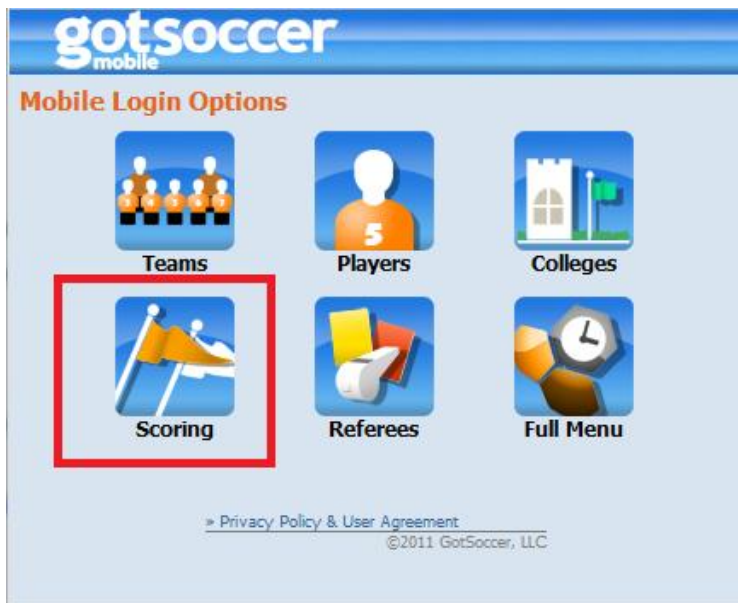 gotsoccer
mobile
Mobile Login Options
Teams Players Colleges
5
Scoring Referees Full Menu
» Privacy Policy & User Agreement
©2011 GotSoccer, LLC